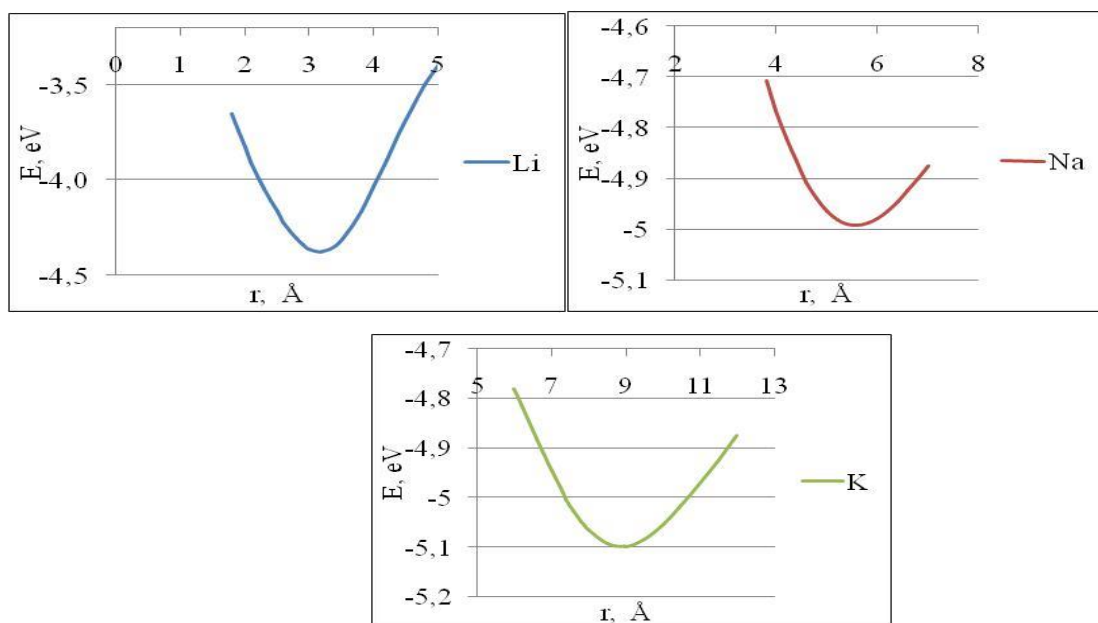 0 1 2 3 4 5
-3,5
-4,0
-4,5
E, eV
r, Å
Li
-4,6
2 4 6 8
-4,7
-4,8
-4,9
-5
-5,1
E, eV
r, Å
Na
-4,7
5 7 9 11 13
-4,8
-4,9
-5
-5,1
-5,2
E, eV
r, Å
K